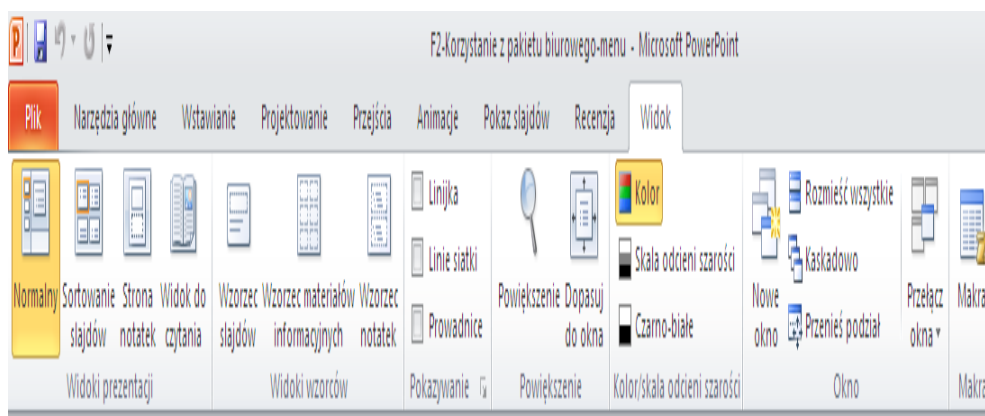 F2-Korzystanie z pakietu biurowego-menu - Microsoft PowerPoint
Plik Narzędzia główne Wstawianie Projektowanie Przejścia Animacje Pokaz slajdów Recenzja Widok
Normalny
Sortowanie slajdów
Strona notatek
Widok do czytania
Widoki prezentacji
Wzorzec slajdów
Wzorzec materiałów informacyjnych
Wzorzec notatek
Widoki wzorców
Linijka
Linie siatki
Prowadnice
Pokazywanie
Powiększenie
Dopasuj do okna
Powiększenie
Kolor
Skala odcieni szarości
Czarno-białe
Kolor/skala odcieni szarości
Nowe okno
Rozmieść wszystkie
Kaskadowo
Przenieś podział
Przełącz okna
Okno
Makra
Makra